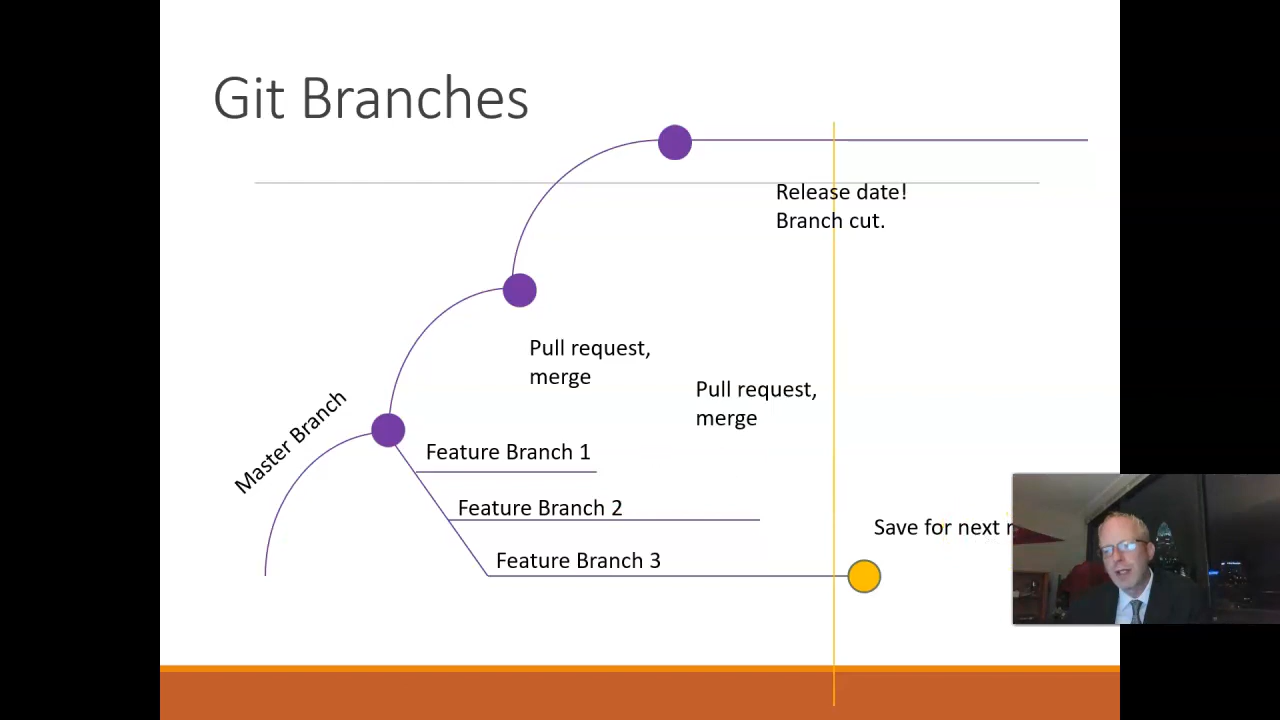 Git Branches
Release date!
Branch cut.
Pull request,
merge
Pull request,
merge
Master Branch
Feature Branch 1
Feature Branch 2
Save for next
Feature Branch 3